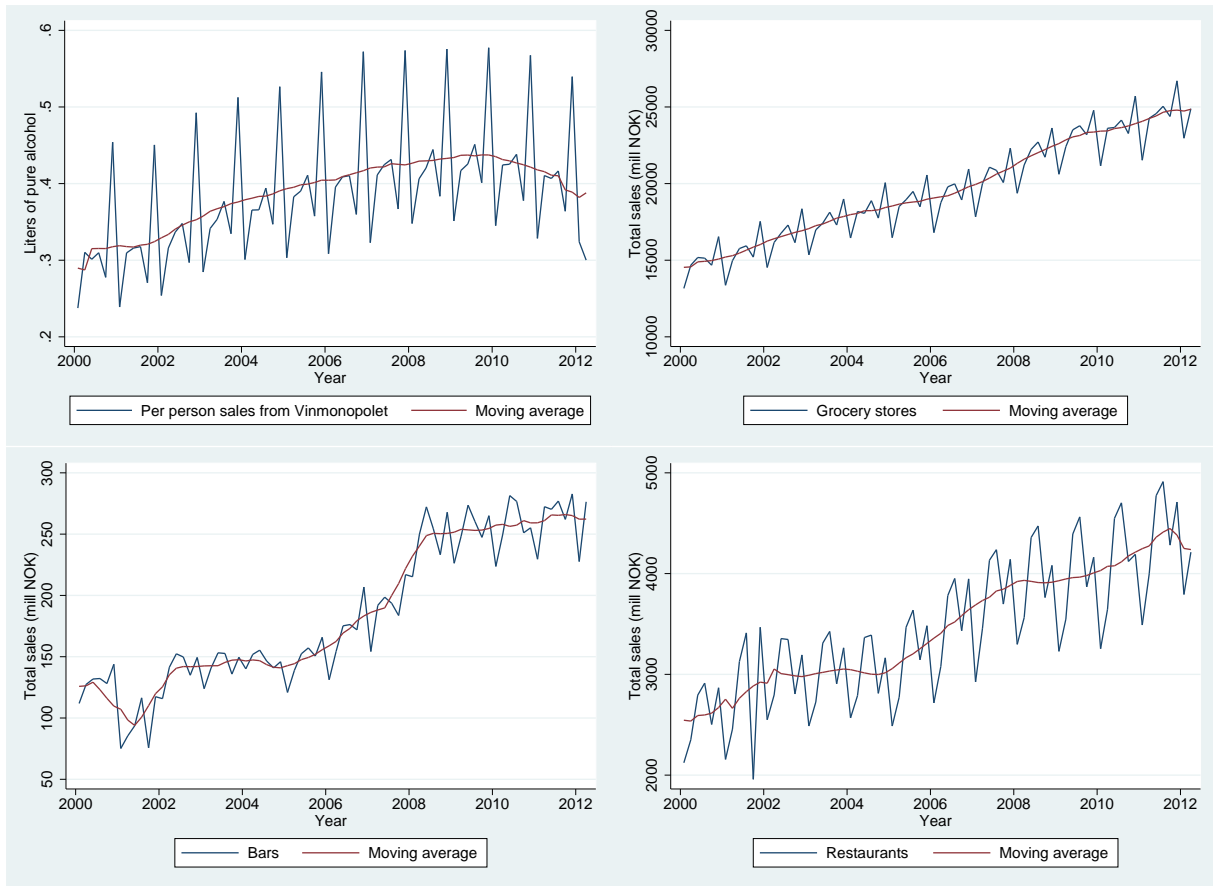 Liters of pure alcohol
.6
.5
.4
.3
.2
2000 2002 2004 2006 2008 2010 2012
Year
Per person sales from Vinmonopolet Moving average
Total sales (mill NOK)
30000
25000
20000
15000
10000
2000 2002 2004 2006 2008 2010 2012
Year
Grocery stores Moving average
Total sales (mill NOK)
300
250
200
150
100
50
2000 2002 2004 2006 2008 2010 2012
Year
Bars Moving average
Total sales (mill NOK)
5000
4000
3000
2000
2000 2002 2004 2006 2008 2010 2012
Year
Restaurants Moving average